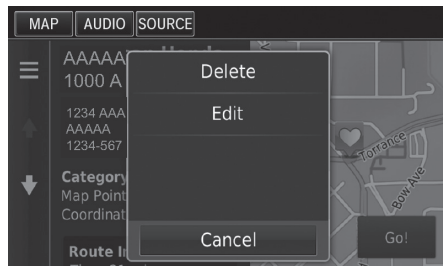 MAP AUDIO SOURCE
AAAAA
1000 A
1234 AAA
AAAAA
1234-567
Category
Map Point
Coordinat
Route
Delete
Edit
Cancel
Torrance
Bow Ave
Go!